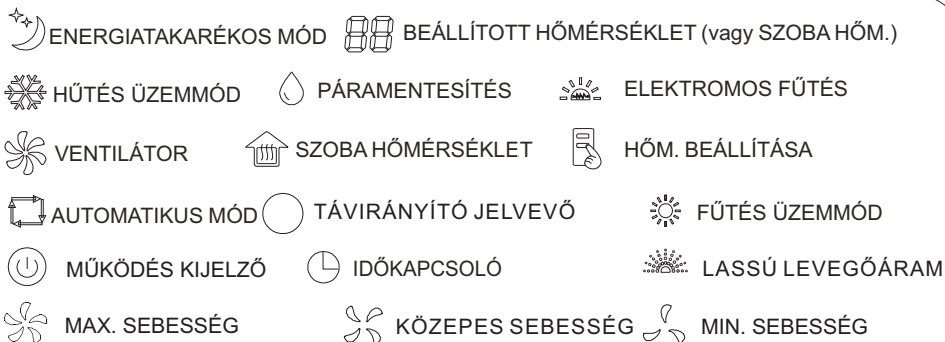 ENERGIATAKARÉKOS MÓD 88 BEÁLLÍTOTT HŐMÉRSÉKLET (vagy SZOBA HŐM.)
HŰTÉS ÜZEMMÓD PÁRAMENTESÍTÉS ELEKTROMOS FŰTÉS
VENTILÁTOR SZOBA HŐMÉRSÉKLET HŐM. BEÁLLÍTÁSA
AUTOMATIKUS MÓD TÁVIRÁNYÍTÓ JELVEVŐ FŰTÉS ÜZEMMÓD
MŰKÖDÉS KIJELZŐ IDŐKAPCSOLÓ LASSÚ LEVEGŐÁRAM
MAX. SEBESSÉG KÖZEPES SEBESSÉG MIN. SEBESSÉG